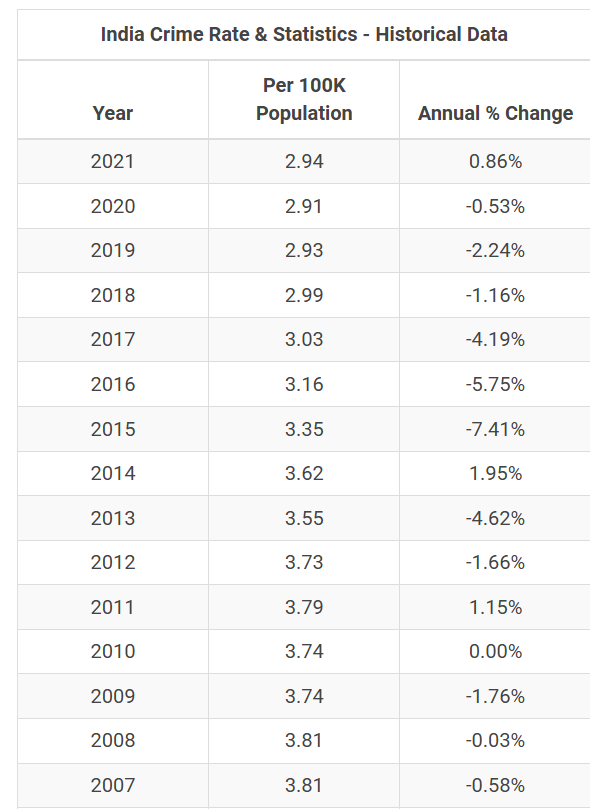 India Crime Rate & Statistics - Historical Data
Year Per 100K Population Annual % Change
2021 2.94 0.86%
2020 2.91 -0.53%
2019 2.93 -2.24%
2018 2.99 -1.16%
2017 3.03 -4.19%
2016 3.16 -5.75%
2015 3.35 -7.41%
2014 3.62 1.95%
2013 3.55 -4.62%
2012 3.73 -1.66%
2011 3.79 1.15%
2010 3.74 0.00%
2009 3.74 -1.76%
2008 3.81 -0.03%
2007 3.81 -0.58%